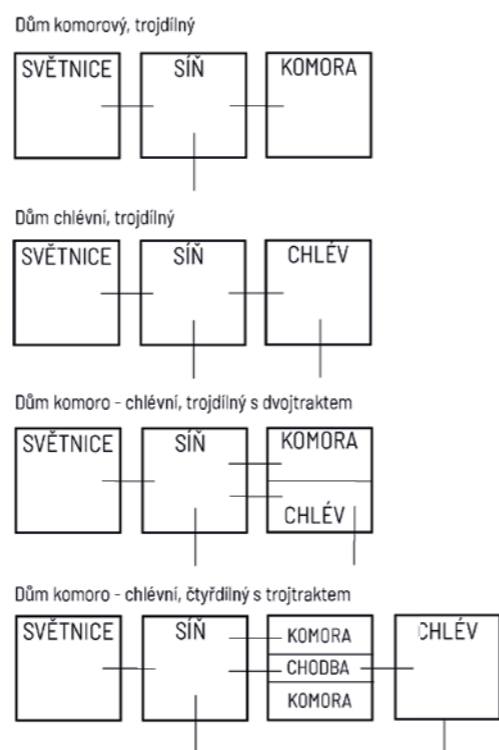 Dům komorový, trojdílný
SVĚTNICE SÍŇ KOMORA
Dům chlévní, trojdílný
SVĚTNICE SÍŇ CHLÉV
Dům komoro - chlévní, trojdílný s dvojtraktem
SVĚTNICE SÍŇ KOMORA
CHLÉV
Dům komoro - chlévní, čtyřdílný s trojtraktem
SVĚTNICE SÍŇ KOMORA CHLÉV
CHODBA
KOMORA